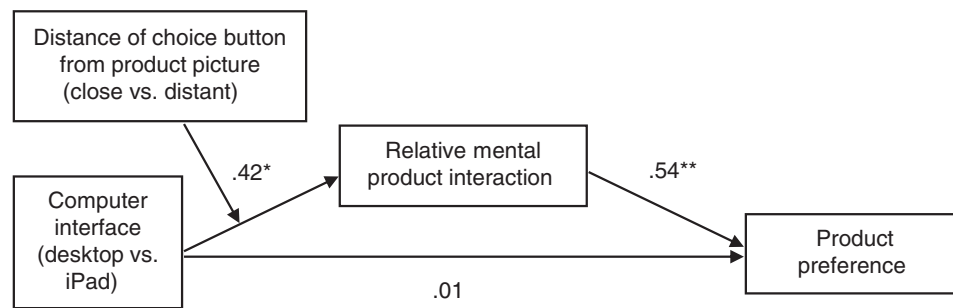 Distance of choice button
from product picture
(close vs. distant)
Relative mental
product interaction
.42*
.54**
Computer
interface
(desktop vs.
iPad)
Product
preference
.01